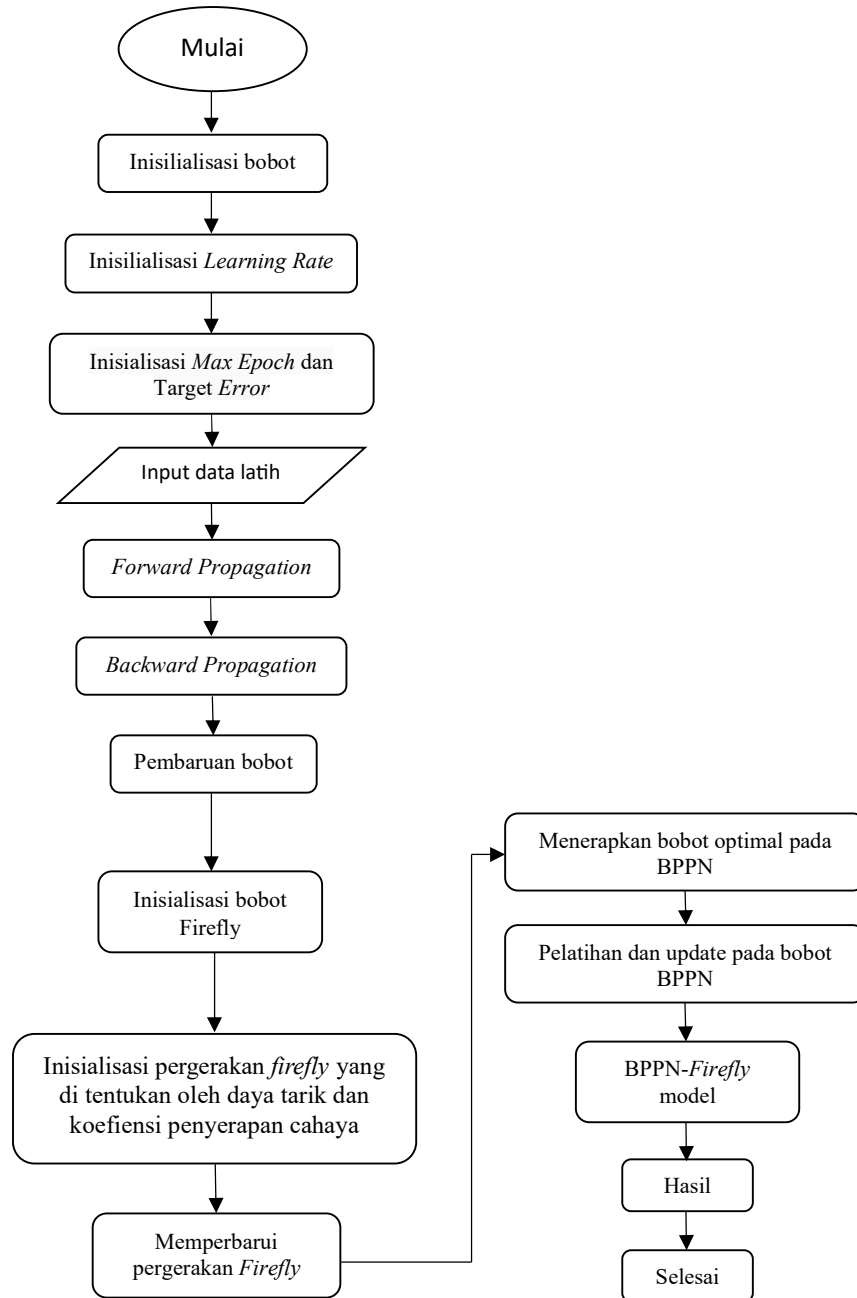 Mulai
Inisilialisasi bobot
Inisilialisasi Learning Rate
Inisialisasi Max Epoch dan
Target Error
Input data latih
Forward Propagation
Backward Propagation
Pembaruan bobot
Inisialisasi bobot
Firefly
Inisialisasi pergerakan firefly yang
di tentukan oleh daya tarik dan
koefiensi penyerapan cahaya
Memperbarui
pergerakan Firefly
Menerapkan bobot optimal pada
BPPN
Pelatihan dan update pada bobot
BPPN
BPPN-Firefly
model
Hasil
Selesai